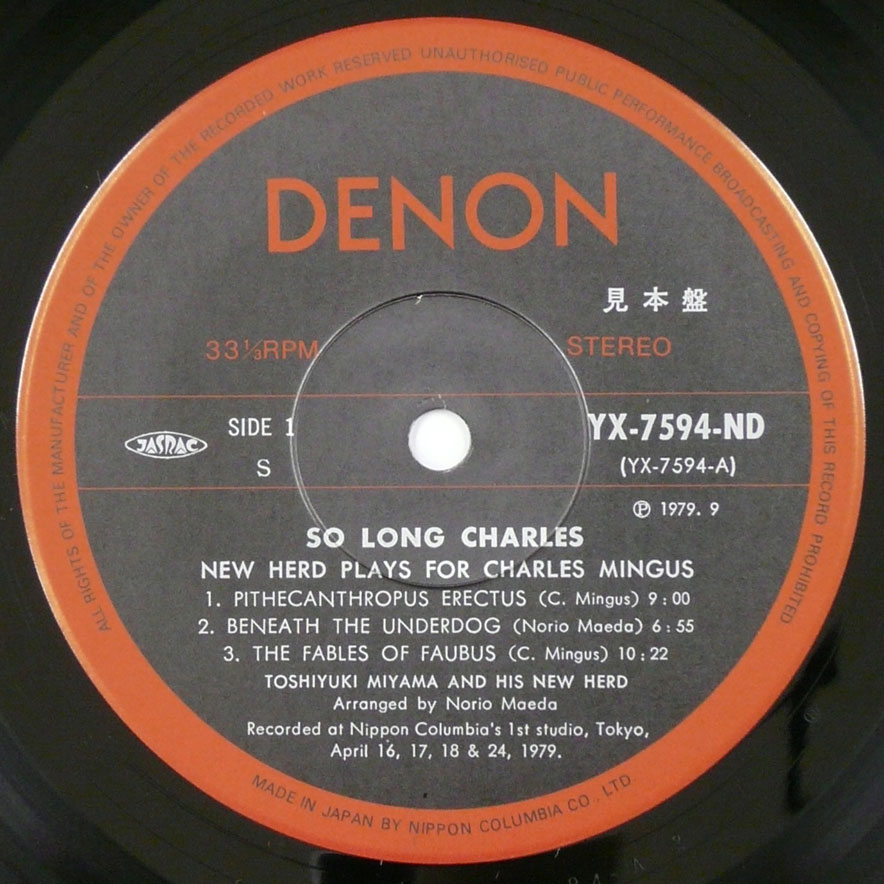 ALL RIGHTS OF THE MANUFACTURER AND OF THE OWNER OF THE RECORDED WORK RESERVED UNAUTHORISED PUBLIC PERFORMANCE BROADCASTING AND COPYING OF THIS RECORD PROHIBITED
DENON
見本盤
33⅓RPM STEREO
JASRAC SIDE 1 YX-7594-ND
S (YX-7594-A)
Ⓟ 1979. 9
SO LONG CHARLES
NEW HERD PLAYS FOR CHARLES MINGUS
1. PITHECANTHROPUS ERECTUS (C. Mingus) 9:00
2. BENEATH THE UNDERDOG (Norio Maeda) 6:55
3. THE FABLES OF FAUBUS (C. Mingus) 10:22
TOSHIYUKI MIYAMA AND HIS NEW HERD
Arranged by Norio Maeda
Recorded at Nippon Columbia's 1st studio, Tokyo,
April 16, 17, 18 & 24, 1979.
MADE IN JAPAN BY NIPPON COLUMBIA CO., LTD.